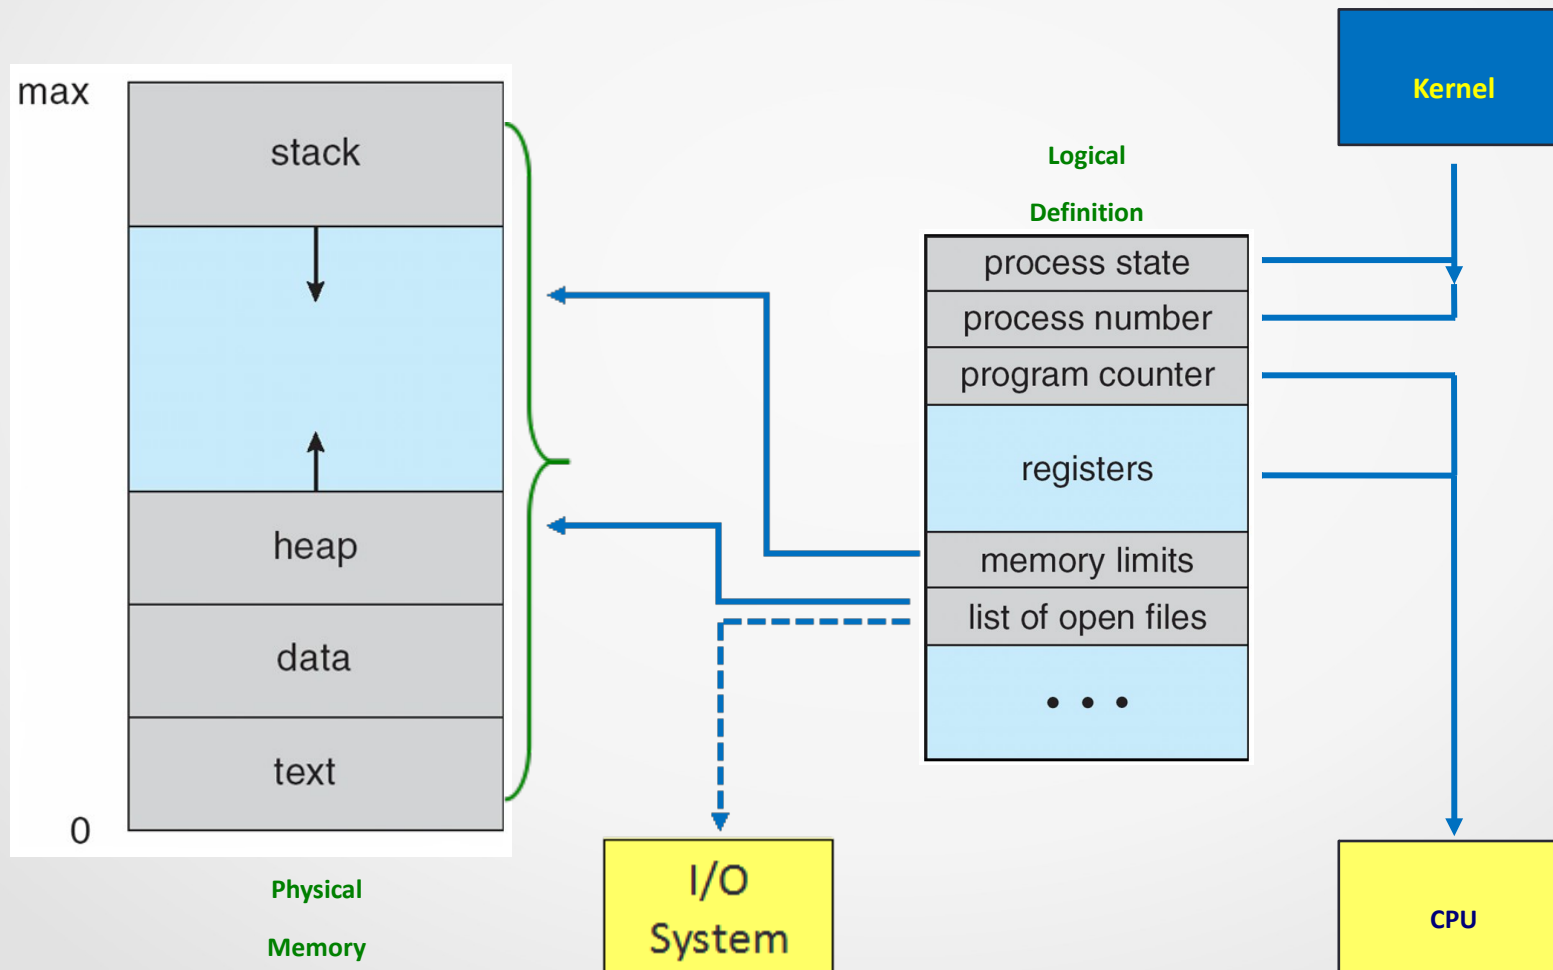 max
stack
heap
data
text
0
Physical
Memory
I/O
System
Logical
Definition
process state
process number
program counter
registers
memory limits
list of open files
• • •
Kernel
CPU